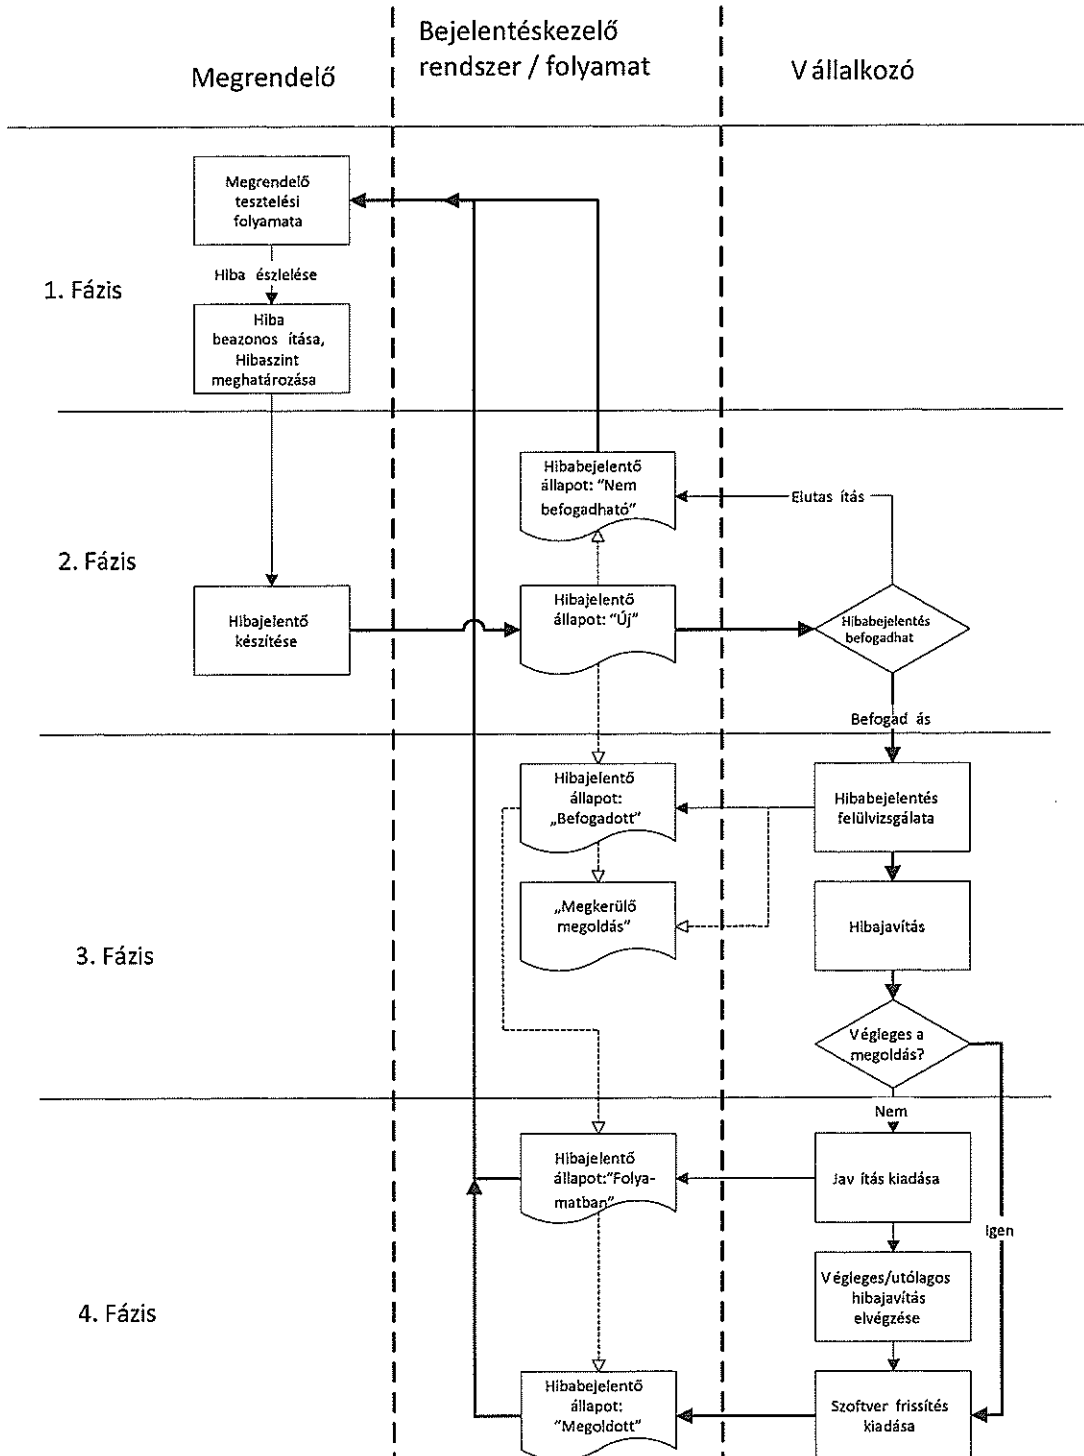 Megrendelő
Bejelentéskezelő
rendszer / folyamat
Vállalkozó
1. Fázis
Megrendelő
tesztelési
folyamata
Hiba észlelése
Hiba
beazonos ítása,
Hibaszint
meghatározása
2. Fázis
Hibabejelentő
állapot: "Nem
befogadható"
Elutas ítás
Hibajelentő
készítése
Hibajelentő
állapot: "Új"
Hibabejelentés
befogadhat
Befogad ás
3. Fázis
Hibajelentő
állapot:
„Befogadott"
Hibabejelentés
felülvizsgálata
„Megkerülő
megoldás"
Hibajavítás
Végleges a
megoldás?
Nem
Igen
4. Fázis
Hibajelentő
állapot:"Folya-
matban"
Jav ítás kiadása
Végleges/utólagos
hibajavítás
elvégzése
Hibabejelentő
állapot:
"Megoldott"
Szoftver frissítés
kiadása